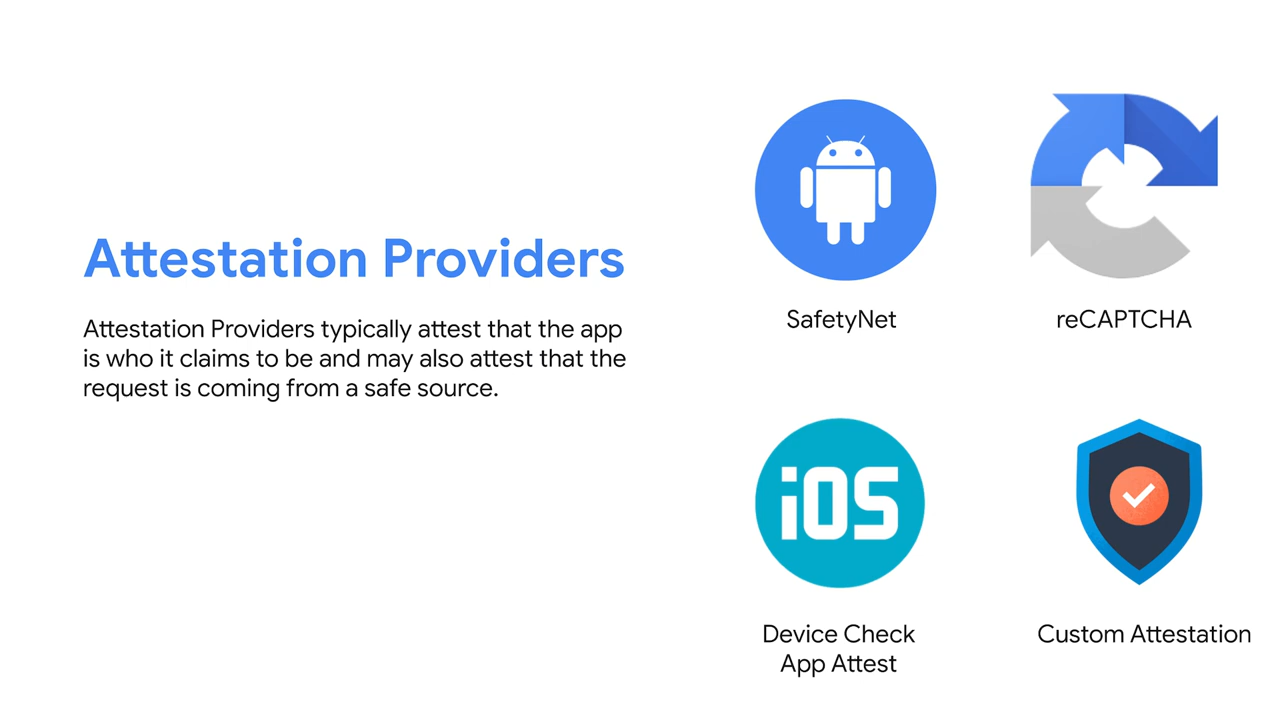 Attestation Providers
Attestation Providers typically attest that the app
is who it claims to be and may also attest that the
request is coming from a safe source.
SafetyNet
reCAPTCHA
iOS
Device Check
App Attest
Custom Attestation